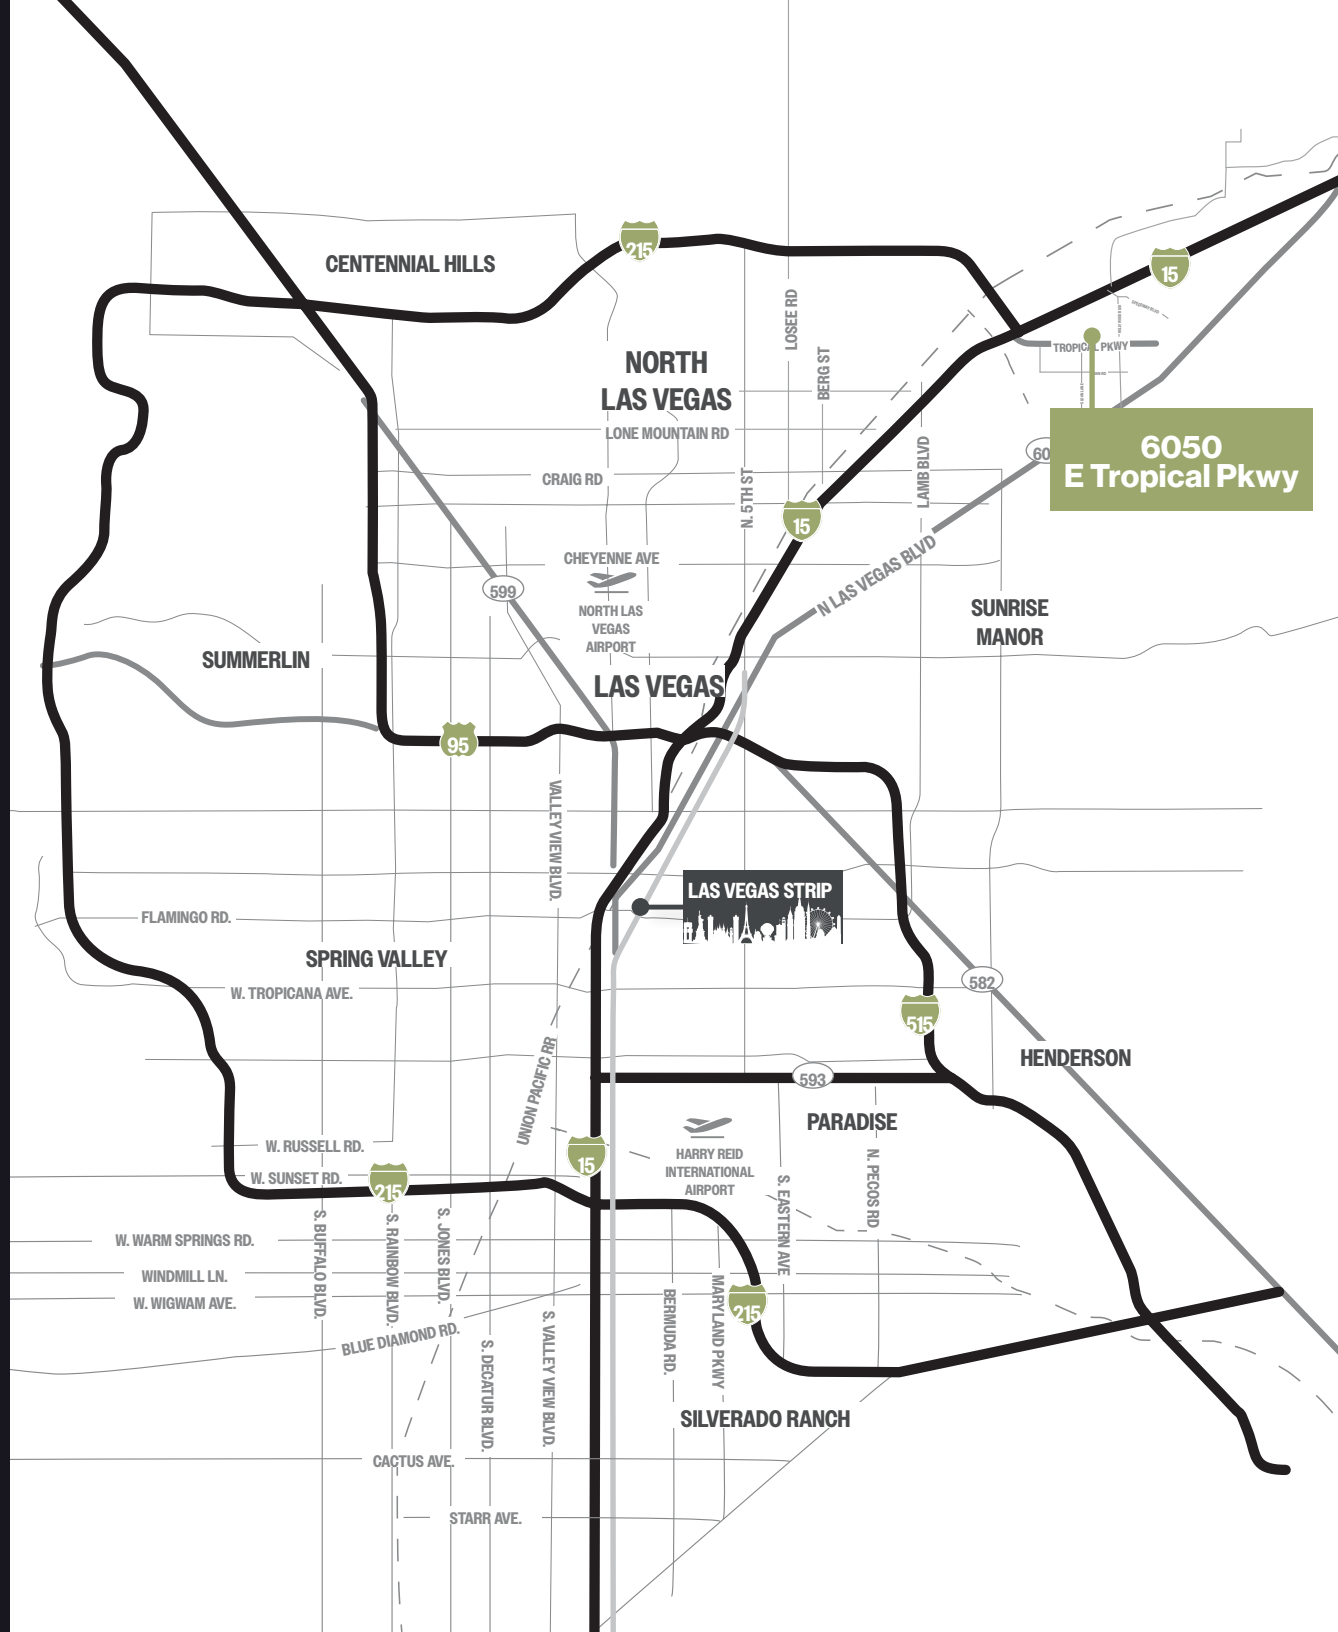 215
CENTENNIAL HILLS
15
LOSEE RD
BERG ST
TROPICAL PKWY
NORTH
LAS VEGAS
LONE MOUNTAIN RD
6050
E Tropical Pkwy
60
CRAIG RD
N. 5TH ST
LAMB BLVD
15
CHEYENNE AVE
N LAS VEGAS BLVD
599
NORTH LAS
VEGAS
AIRPORT
SUNRISE
MANOR
SUMMERLIN
LAS VEGAS
95
VALLEY VIEW BLVD.
LAS VEGAS STRIP
FLAMINGO RD.
SPRING VALLEY
W. TROPICANA AVE.
582
515
UNION PACIFIC RR
HENDERSON
593
PARADISE
W. RUSSELL RD.
15
HARRY REID
INTERNATIONAL
AIRPORT
N. PECOS RD
S. EASTERN AVE
W. SUNSET RD.
215
S. BUFFALO BLVD.
S. RAINBOW BLVD.
S. JONES BLVD.
W. WARM SPRINGS RD.
WINDMILL LN.
W. WIGWAM AVE.
215
BLUE DIAMOND RD.
S. DECATUR BLVD.
S. VALLEY VIEW BLVD.
BERMUDA RD.
MARYLAND PKWY
SILVERADO RANCH
CACTUS AVE.
STARR AVE.